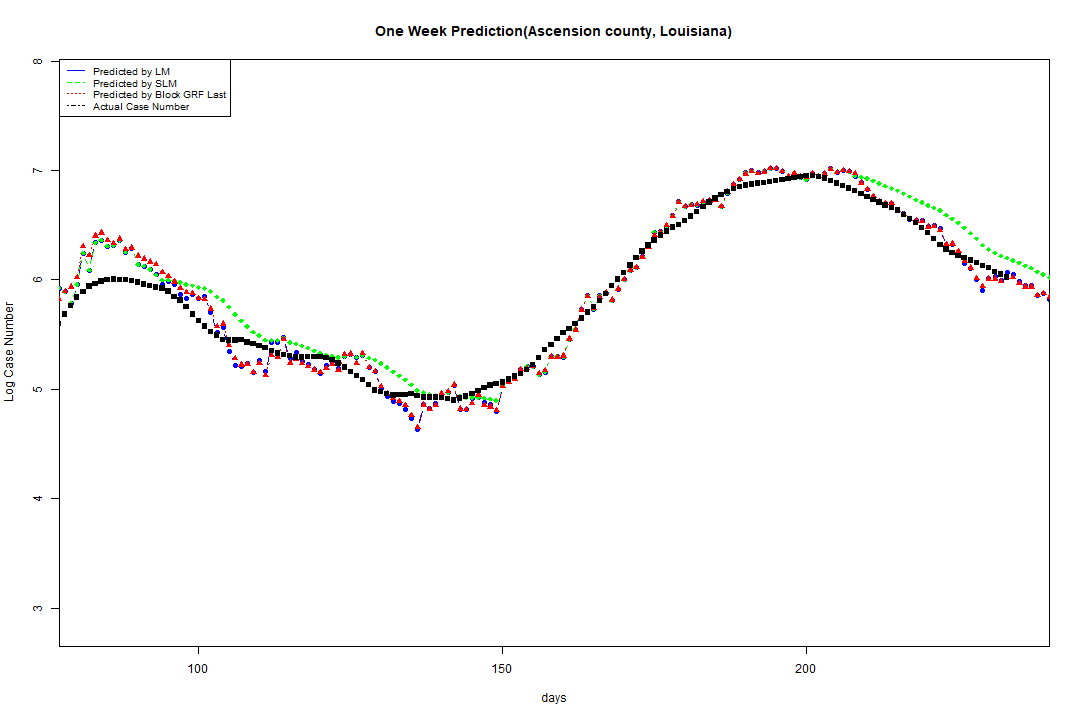 One Week Prediction(Ascension county, Louisiana)
Predicted by LM
Predicted by SLM
Predicted by Block GRF Last
Actual Case Number
8
7
6
5
4
3
Log Case Number
100
150
200
days